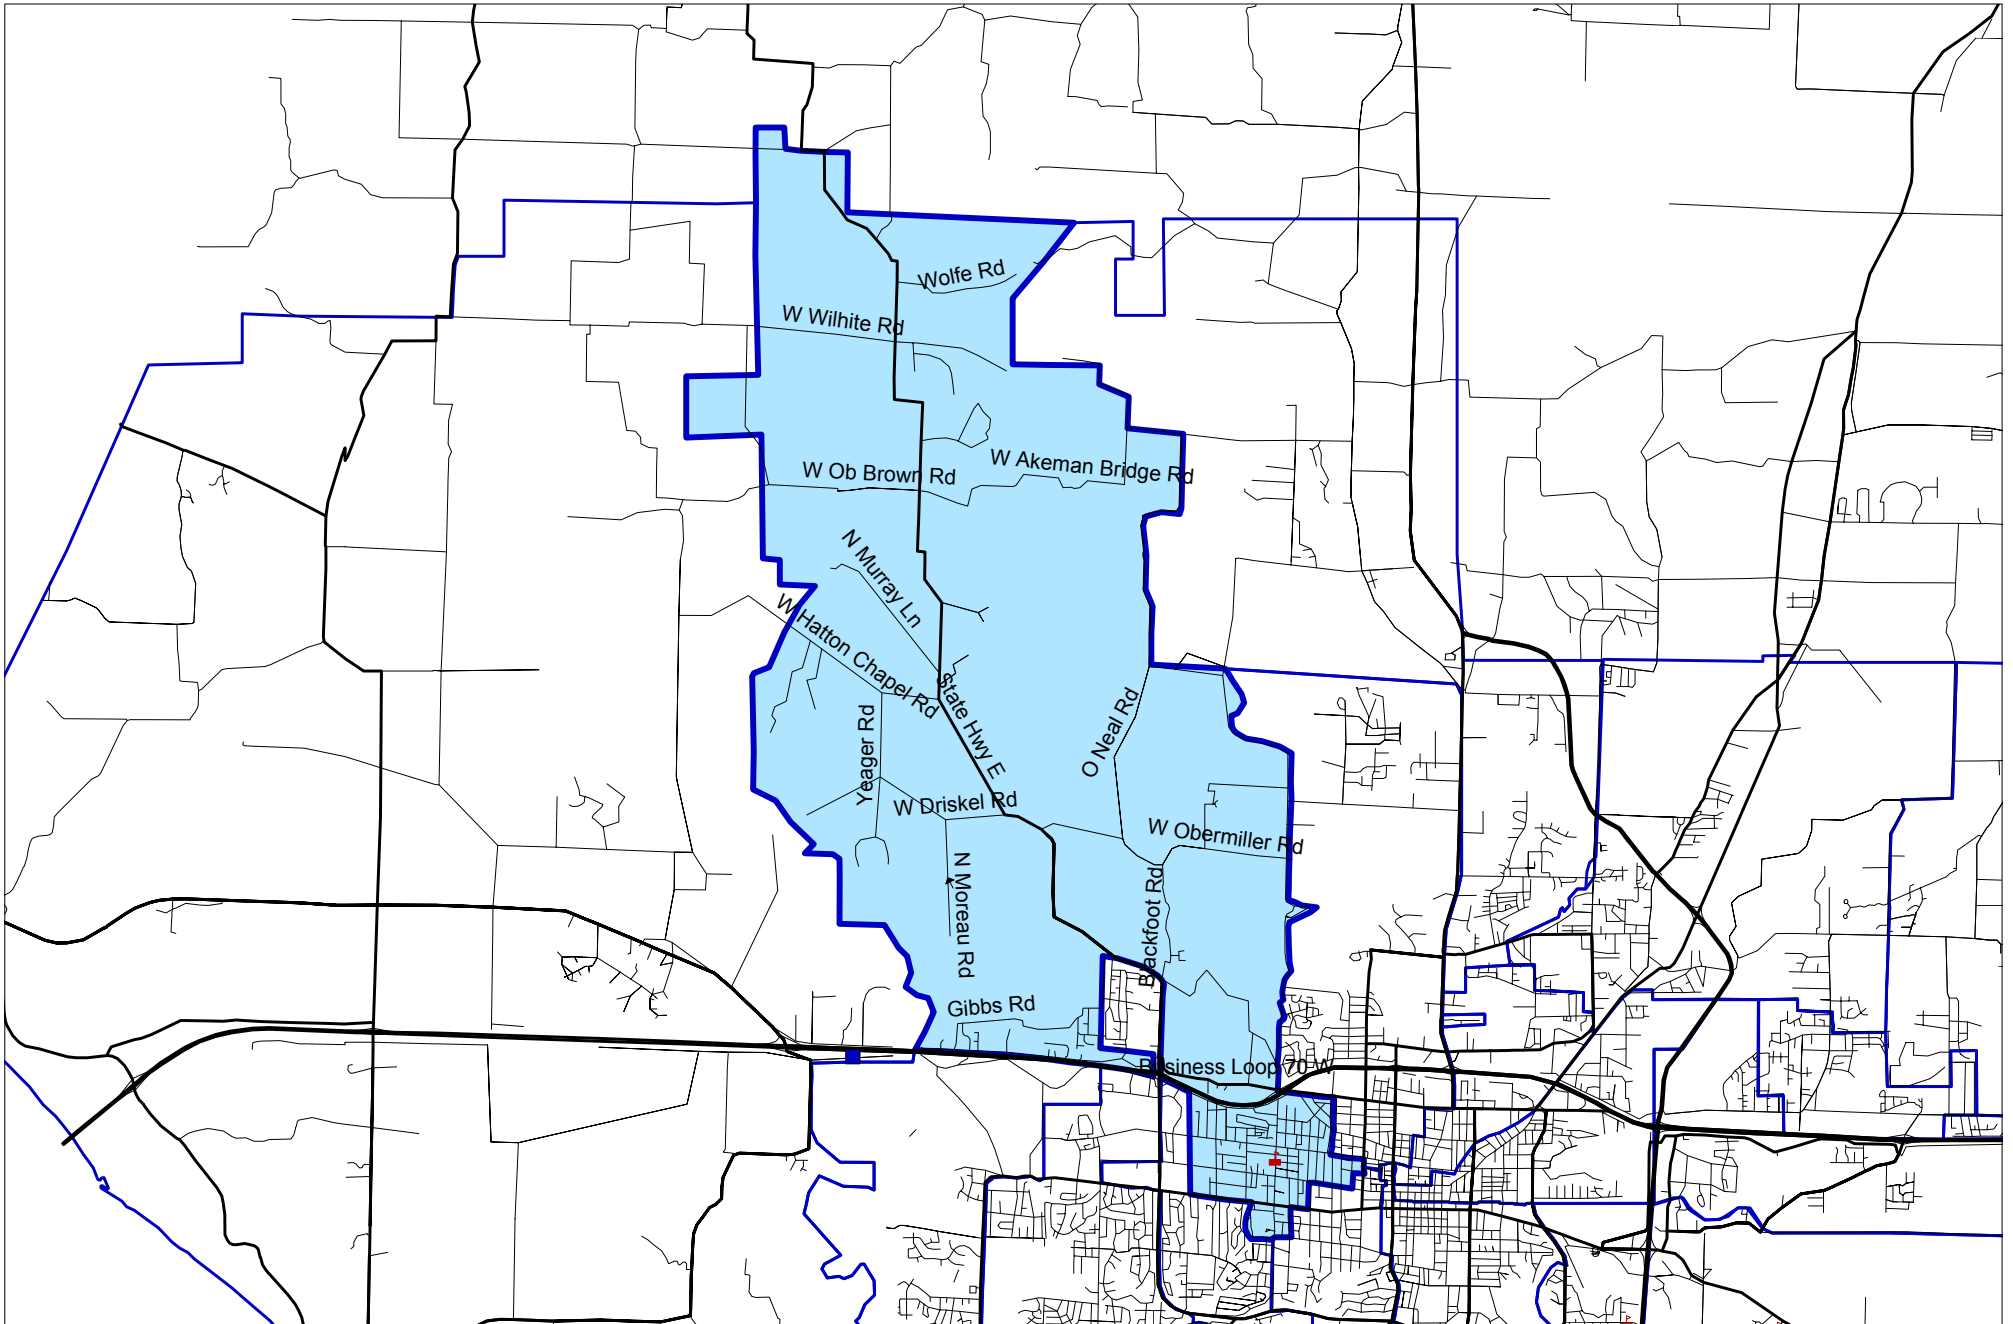 Wolfe Rd
W Wilhite Rd
W Ob Brown Rd
W Akeman Bridge Rd
N Murray Ln
W Hatton Chapel Rd
State Hwy E
O Neal Rd
Yeager Rd
W Driskel Rd
W Obermiller Rd
N Moreau Rd
Blackfoot Rd
Gibbs Rd
Business Loop 70 W